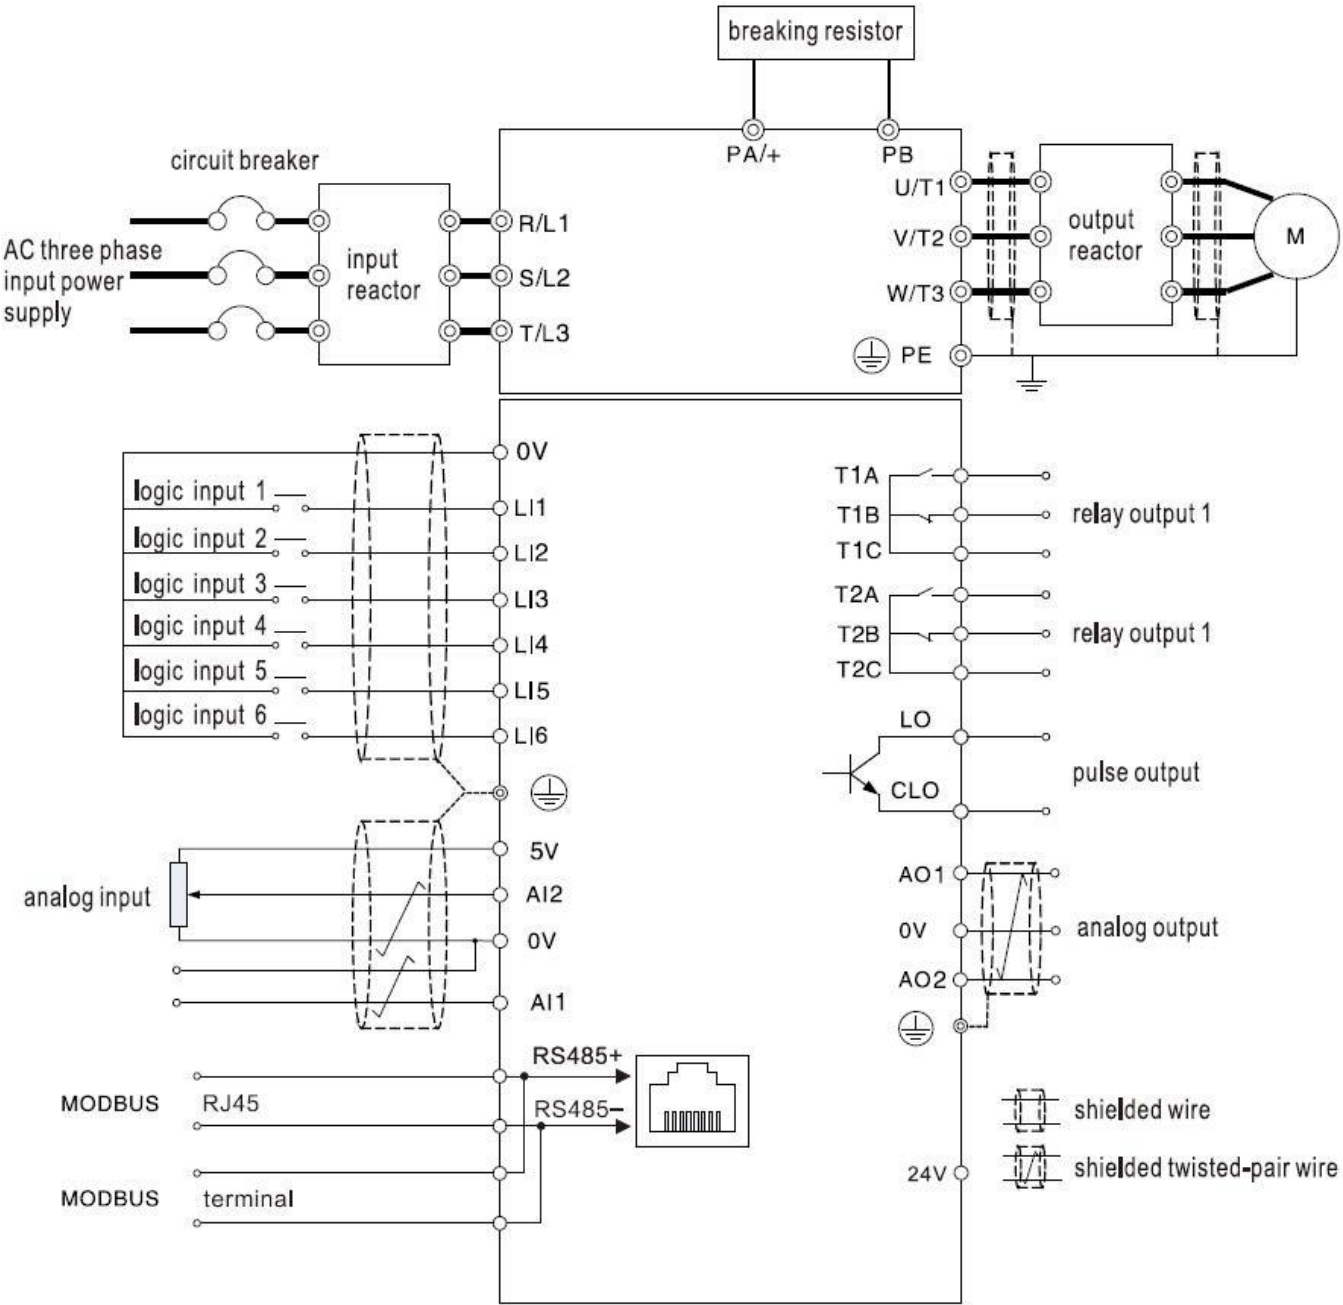 breaking resistor
PA/+
PB
circuit breaker
AC three phase
input power
supply
input
reactor
R/L1
S/L2
T/L3
U/T1
V/T2
W/T3
PE
output
reactor
M
0V
logic input 1
LI1
logic input 2
LI2
logic input 3
LI3
logic input 4
LI4
logic input 5
LI5
logic input 6
LI6
5V
analog input
AI2
0V
AI1
RS485+
MODBUS RJ45
RS485−
MODBUS terminal
T1A
T1B
relay output 1
T1C
T2A
T2B
relay output 1
T2C
LO
pulse output
CLO
AO1
0V
analog output
AO2
24V
shielded wire
shielded twisted-pair wire